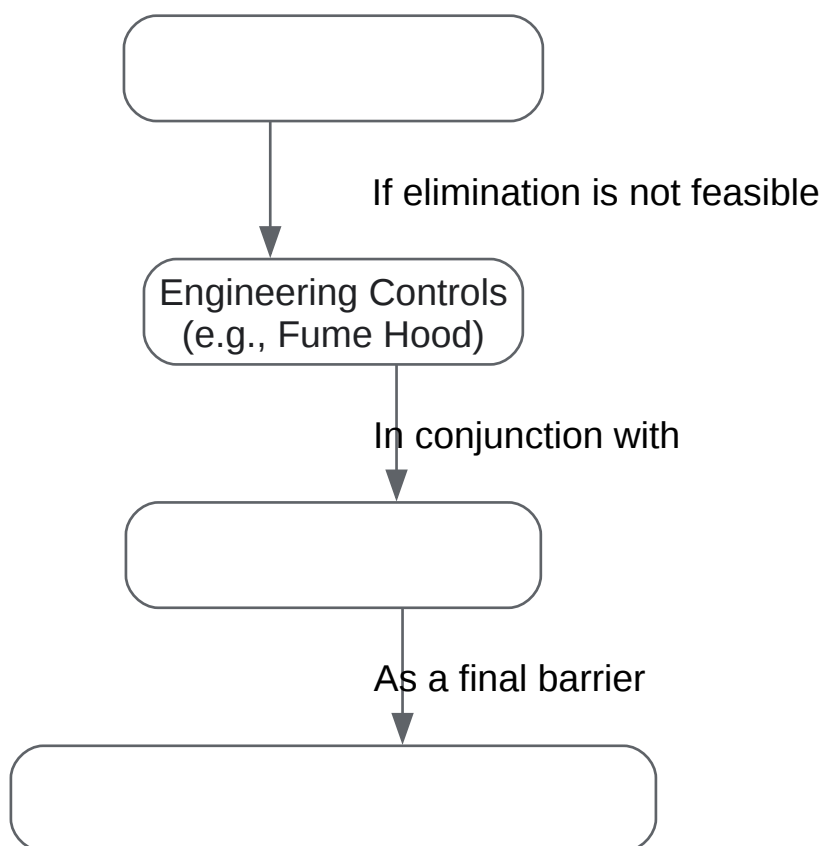 If elimination is not feasible
Engineering Controls
(e.g., Fume Hood)
In conjunction with
As a final barrier